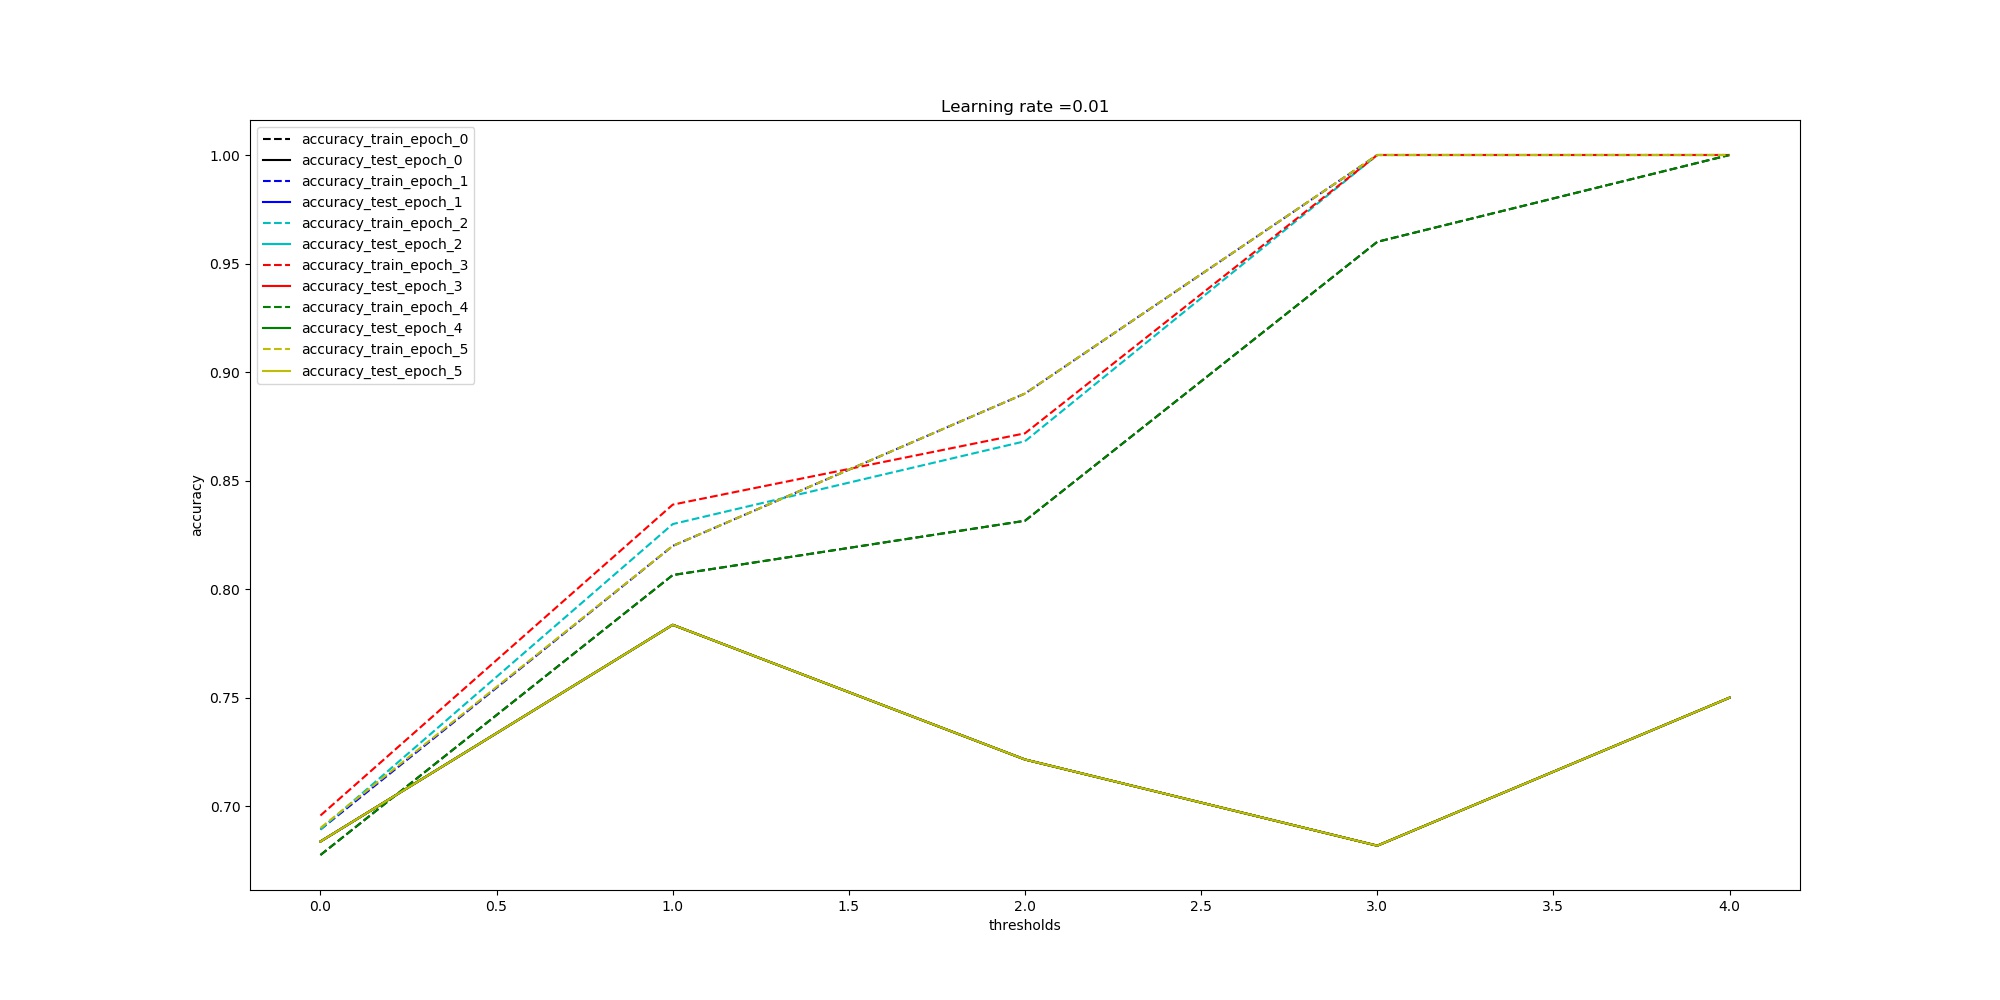 Learning rate =0.01
accuracy_train_epoch_0
accuracy_test_epoch_0
accuracy_train_epoch_1
accuracy_test_epoch_1
accuracy_train_epoch_2
accuracy_test_epoch_2
accuracy_train_epoch_3
accuracy_test_epoch_3
accuracy_train_epoch_4
accuracy_test_epoch_4
accuracy_train_epoch_5
accuracy_test_epoch_5
1.00
0.95
0.90
0.85
0.80
0.75
0.70
accuracy
0.0 0.5 1.0 1.5 2.0 2.5 3.0 3.5 4.0
thresholds